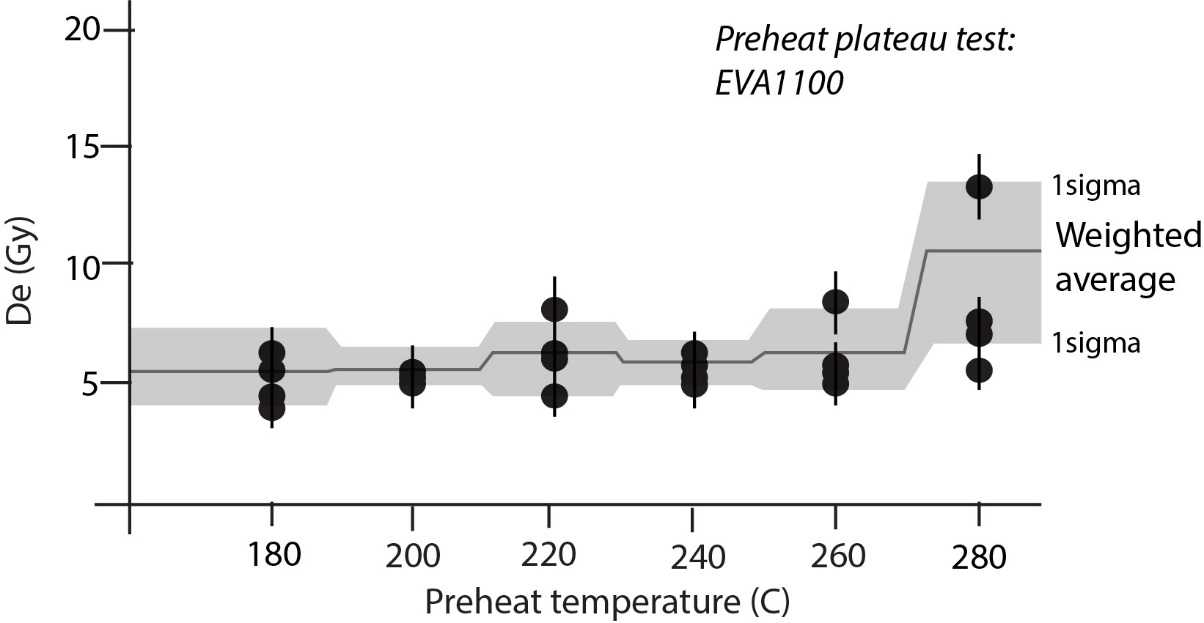 20
Preheat plateau test:
EVA1100
15
1sigma
Weighted
average
10
1sigma
5
De (Gy)
180 200 220 240 260 280
Preheat temperature (C)